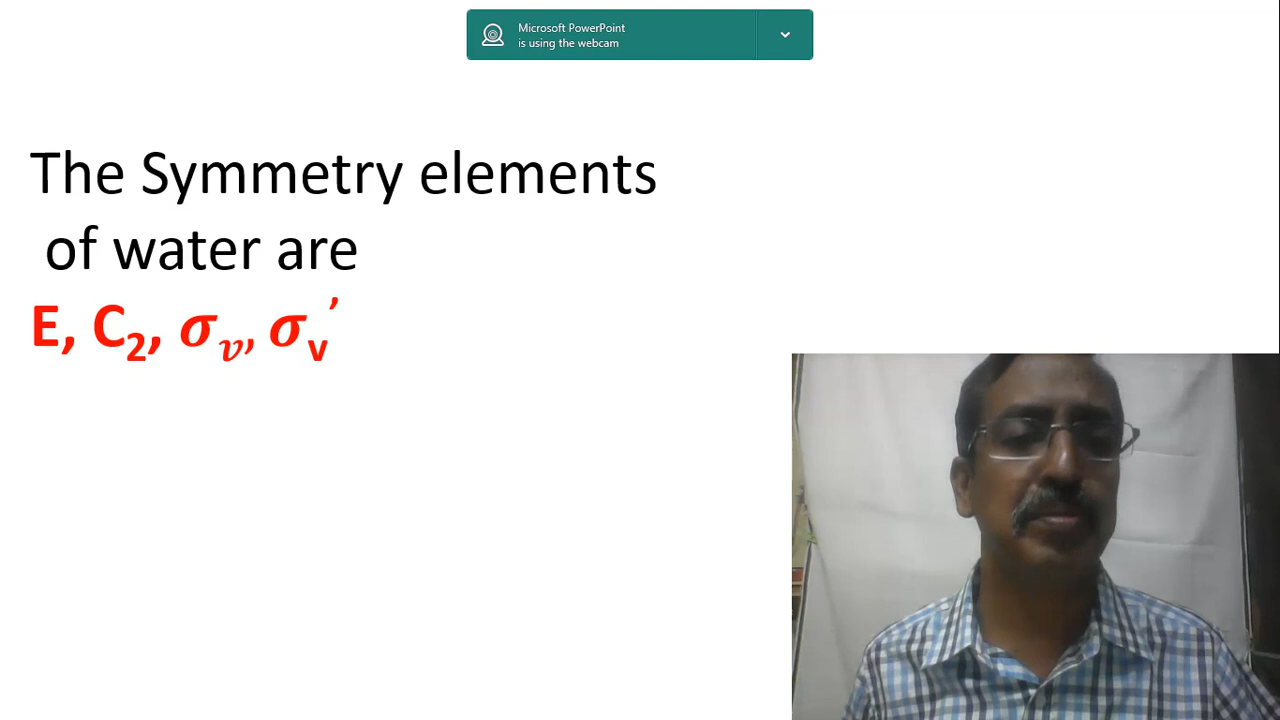 Microsoft PowerPoint
is using the webcam
The Symmetry elements
of water are
E, C₂, σᵥ, σᵥ′